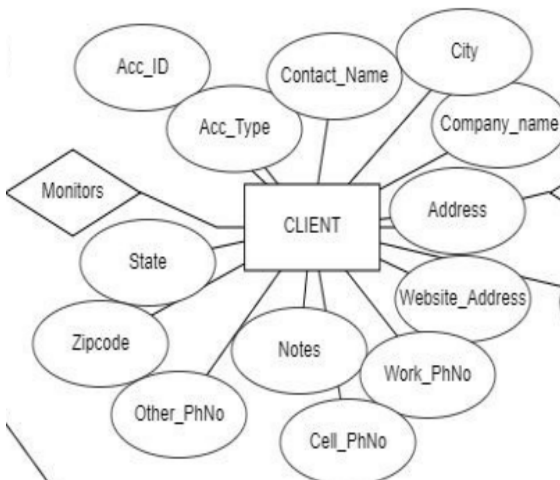 City
Acc_ID
Contact_Name
Acc_Type
Company_name
Monitors
Address
CLIENT
State
Website_Address
Zipcode
Notes
Work_PhNo
Other_PhNo
Cell_PhNo